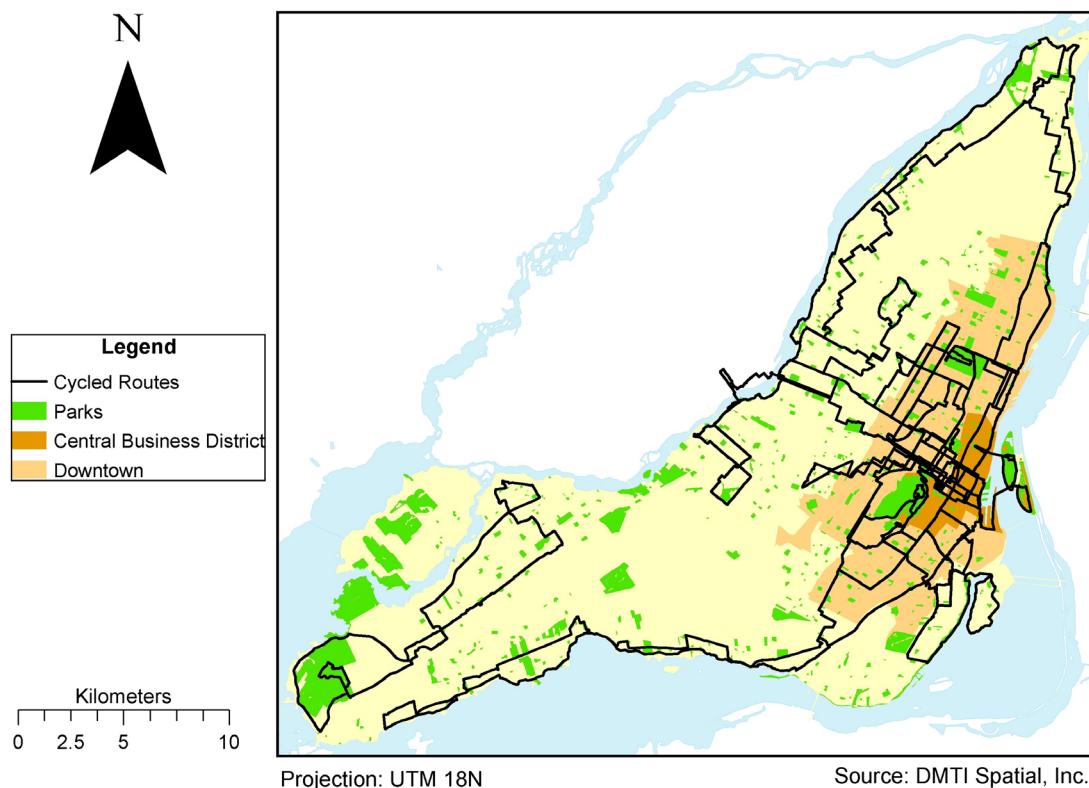 N
Legend
Cycled Routes
Parks
Central Business District
Downtown
Kilometers
0 2.5 5 10
Projection: UTM 18N
Source: DMTI Spatial, Inc.